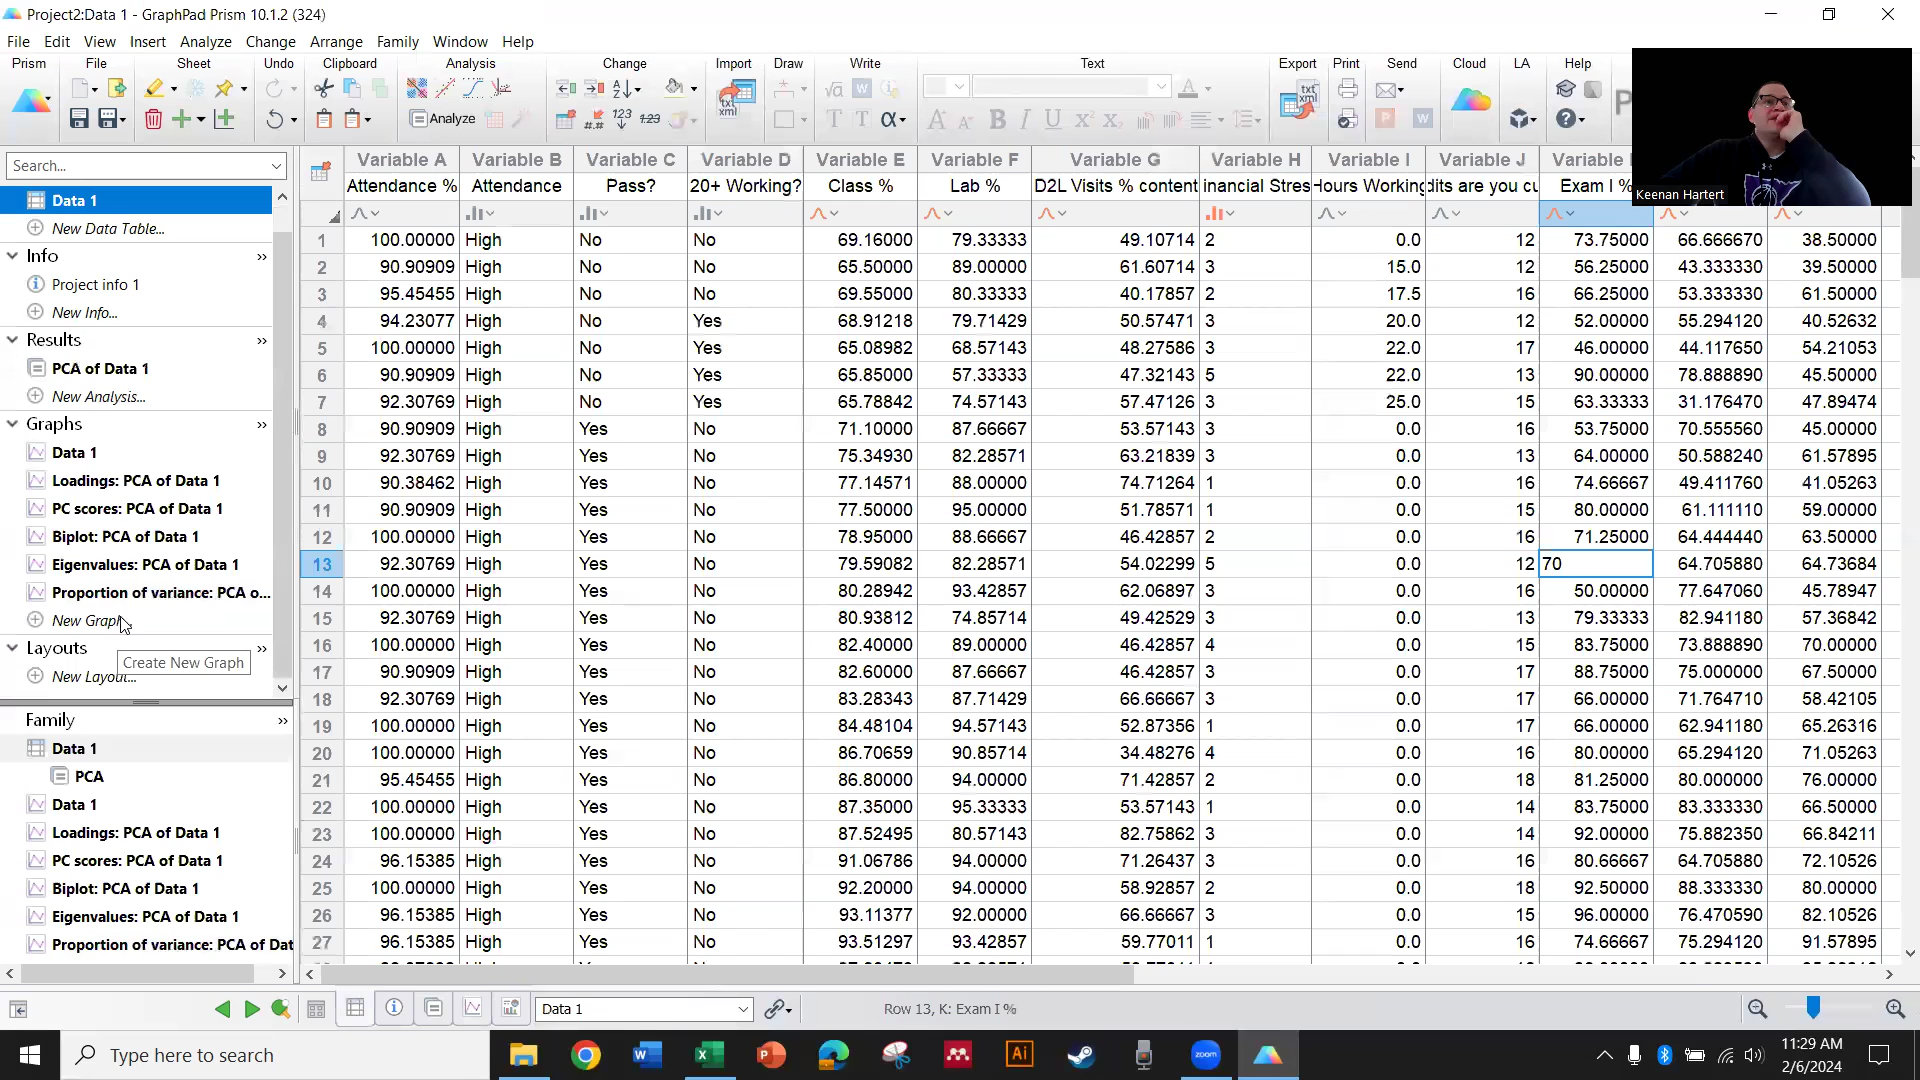 Project2:Data 1 - GraphPad Prism 10.1.2 (324)
File Edit View Insert Analyze Change Arrange Family Window Help
Prism File Sheet Undo Clipboard Analysis Change Import Draw Write Text Export Print Send Cloud LA Help
Analyze
Keenan Hartert
Search...
Data 1
New Data Table...
Info
Project info 1
New Info...
Results
PCA of Data 1
New Analysis...
Graphs
Data 1
Loadings: PCA of Data 1
PC scores: PCA of Data 1
Biplot: PCA of Data 1
Eigenvalues: PCA of Data 1
Proportion of variance: PCA o...
New Graph
Layouts
Create New Graph
New Layout...
Family
Data 1
PCA
Data 1
Loadings: PCA of Data 1
PC scores: PCA of Data 1
Biplot: PCA of Data 1
Eigenvalues: PCA of Data 1
Proportion of variance: PCA of Dat
Variable A Variable B Variable C Variable D Variable E Variable F Variable G Variable H Variable I Variable J Variable
Attendance % Attendance Pass? 20+ Working? Class % Lab % D2L Visits % content inancial Stres Hours Working dits are you cu Exam I %
1 100.00000 High No No 69.16000 79.33333 49.10714 2 0.0 12 73.75000 66.666670 38.50000
2 90.90909 High No No 65.50000 89.00000 61.60714 3 15.0 12 56.25000 43.333330 39.50000
3 95.45455 High No No 69.55000 80.33333 40.17857 2 17.5 16 66.25000 53.333330 61.50000
4 94.23077 High No Yes 68.91218 79.71429 50.57471 3 20.0 12 52.00000 55.294120 40.52632
5 100.00000 High No Yes 65.08982 68.57143 48.27586 3 22.0 17 46.00000 44.117650 54.21053
6 90.90909 High No Yes 65.85000 57.33333 47.32143 5 22.0 13 90.00000 78.888890 45.50000
7 92.30769 High No Yes 65.78842 74.57143 57.47126 3 25.0 15 63.33333 31.176470 47.89474
8 90.90909 High Yes No 71.10000 87.66667 53.57143 3 0.0 16 53.75000 70.555560 45.00000
9 92.30769 High Yes No 75.34930 82.28571 63.21839 3 0.0 13 64.00000 50.588240 61.57895
10 90.38462 High Yes No 77.14571 88.00000 74.71264 1 0.0 16 74.66667 49.411760 41.05263
11 90.90909 High Yes No 77.50000 95.00000 51.78571 1 0.0 15 80.00000 61.111110 59.00000
12 100.00000 High Yes No 78.95000 88.66667 46.42857 2 0.0 16 71.25000 64.444440 63.50000
13 92.30769 High Yes No 79.59082 82.28571 54.02299 5 0.0 12 70 64.705880 64.73684
14 100.00000 High Yes No 80.28942 93.42857 62.06897 3 0.0 16 50.00000 77.647060 45.78947
15 92.30769 High Yes No 80.93812 74.85714 49.42529 3 0.0 13 79.33333 82.941180 57.36842
16 100.00000 High Yes No 82.40000 89.00000 46.42857 4 0.0 15 83.75000 73.888890 70.00000
17 90.90909 High Yes No 82.60000 87.66667 46.42857 3 0.0 17 88.75000 75.000000 67.50000
18 92.30769 High Yes No 83.28343 87.71429 66.66667 3 0.0 17 66.00000 71.764710 58.42105
19 100.00000 High Yes No 84.48104 94.57143 52.87356 1 0.0 17 66.00000 62.941180 65.26316
20 100.00000 High Yes No 86.70659 90.85714 34.48276 4 0.0 16 80.00000 65.294120 71.05263
21 95.45455 High Yes No 86.80000 94.00000 71.42857 2 0.0 18 81.25000 80.000000 76.00000
22 100.00000 High Yes No 87.35000 95.33333 53.57143 1 0.0 14 83.75000 83.333330 66.50000
23 100.00000 High Yes No 87.52495 80.57143 82.75862 3 0.0 14 92.00000 75.882350 66.84211
24 96.15385 High Yes No 91.06786 94.00000 71.26437 3 0.0 16 80.66667 64.705880 72.10526
25 100.00000 High Yes No 92.20000 94.00000 58.92857 2 0.0 18 92.50000 88.333330 80.00000
26 96.15385 High Yes No 93.11377 92.00000 66.66667 3 0.0 15 96.00000 76.470590 82.10526
27 96.15385 High Yes No 93.51297 93.42857 59.77011 1 0.0 16 74.66667 75.294120 91.57895
Data 1
Row 13, K: Exam I %
Type here to search
zoom
11:29 AM
2/6/2024